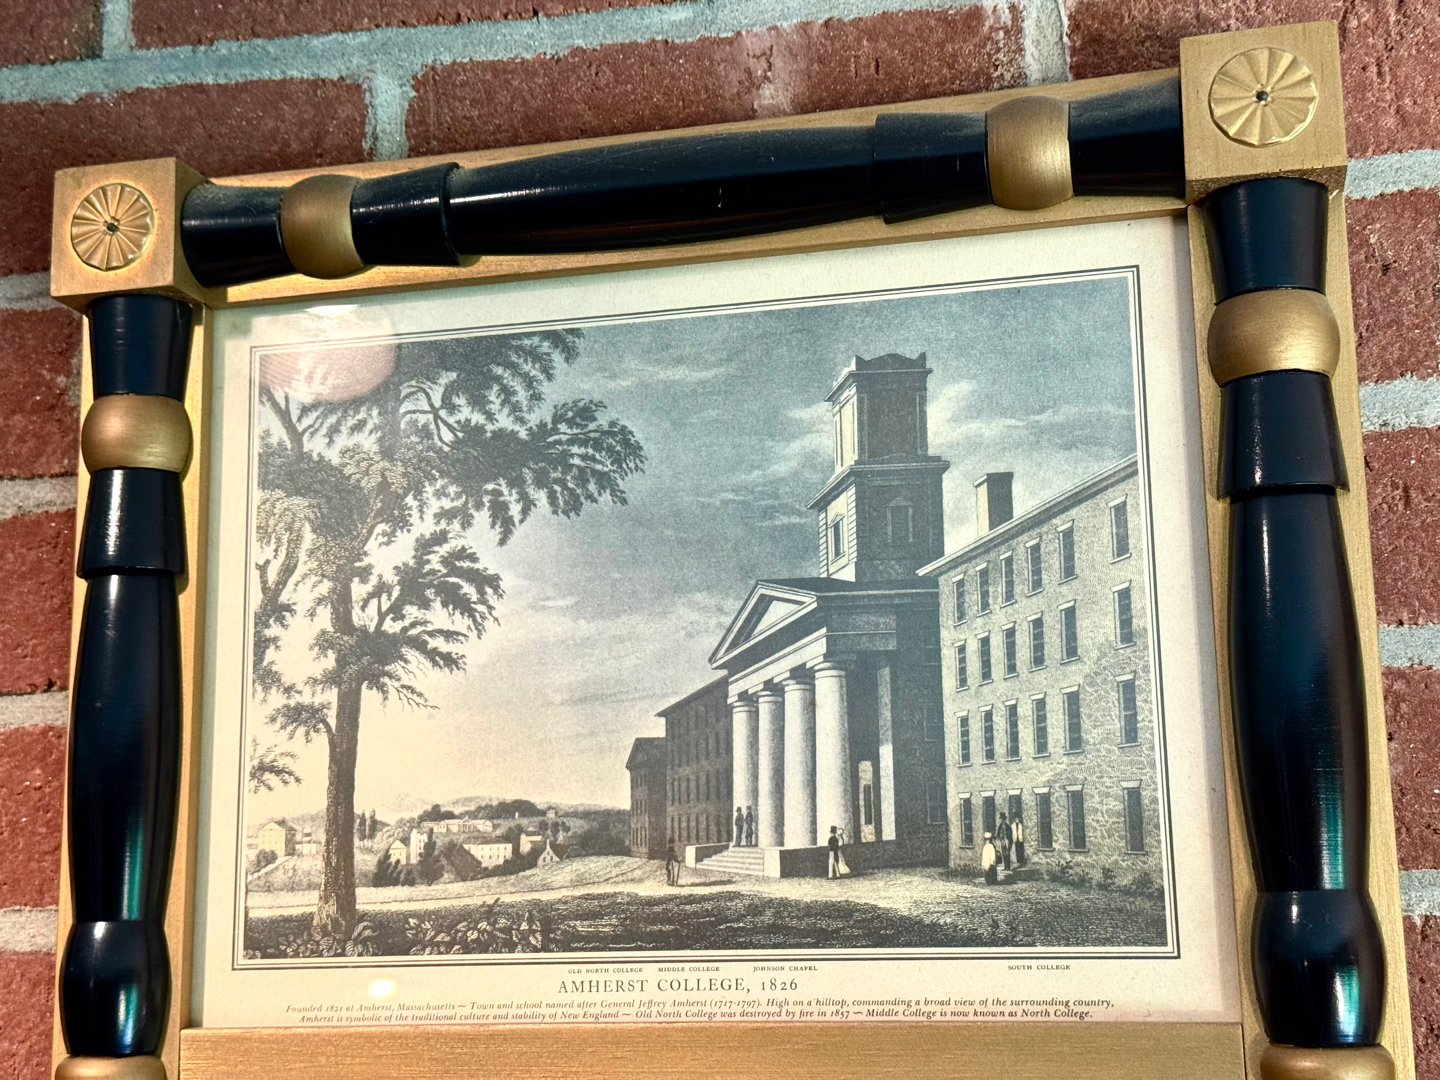 OLD NORTH COLLEGE MIDDLE COLLEGE JOHNSON CHAPEL SOUTH COLLEGE
AMHERST COLLEGE, 1826
Founded 1821 at Amherst, Massachusetts ~ Town and school named after General Jeffrey Amherst (1717-1797). High on a hilltop, commanding a broad view of the surrounding country,
Amherst is symbolic of the traditional culture and stability of New England ~ Old North College was destroyed by fire in 1857 ~ Middle College is now known as North College.